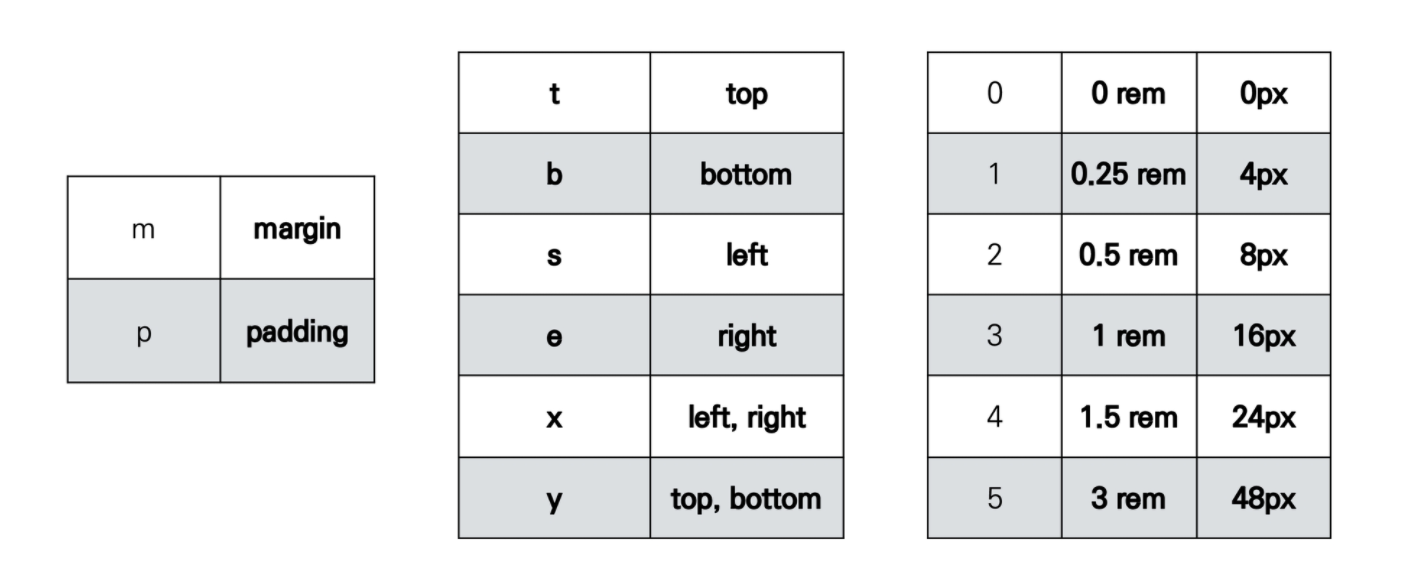 m margin
p padding
t top
b bottom
s left
e right
x left, right
y top, bottom
0 0 rem 0px
1 0.25 rem 4px
2 0.5 rem 8px
3 1 rem 16px
4 1.5 rem 24px
5 3 rem 48px